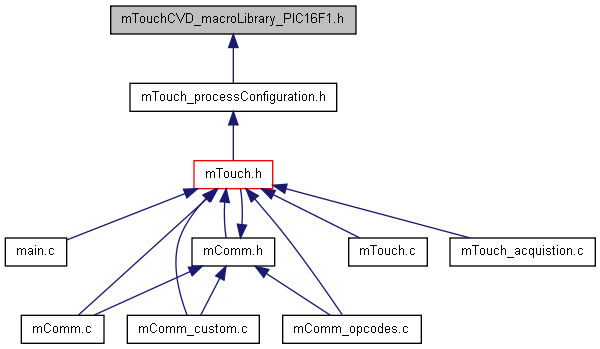 mTouchCVD_macroLibrary_PIC16F1.h
mTouch_processConfiguration.h
mTouch.h
main.c
mComm.h
mTouch.c
mTouch_acquistion.c
mComm.c
mComm_custom.c
mComm_opcodes.c